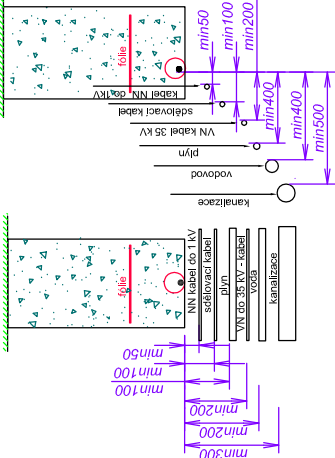 min50
min100
min200
min400
min400
min500
fólie
kabel NN do 1kV
sdělovací kabel
VN kabel 35 kV
plyn
vodovod
kanalizace
fólie
NN kabel do 1 kV
sdělovací kabel
plyn
VN do 35 kV - kabel
voda
kanalizace
min50
min100
min100
min200
min200
min300